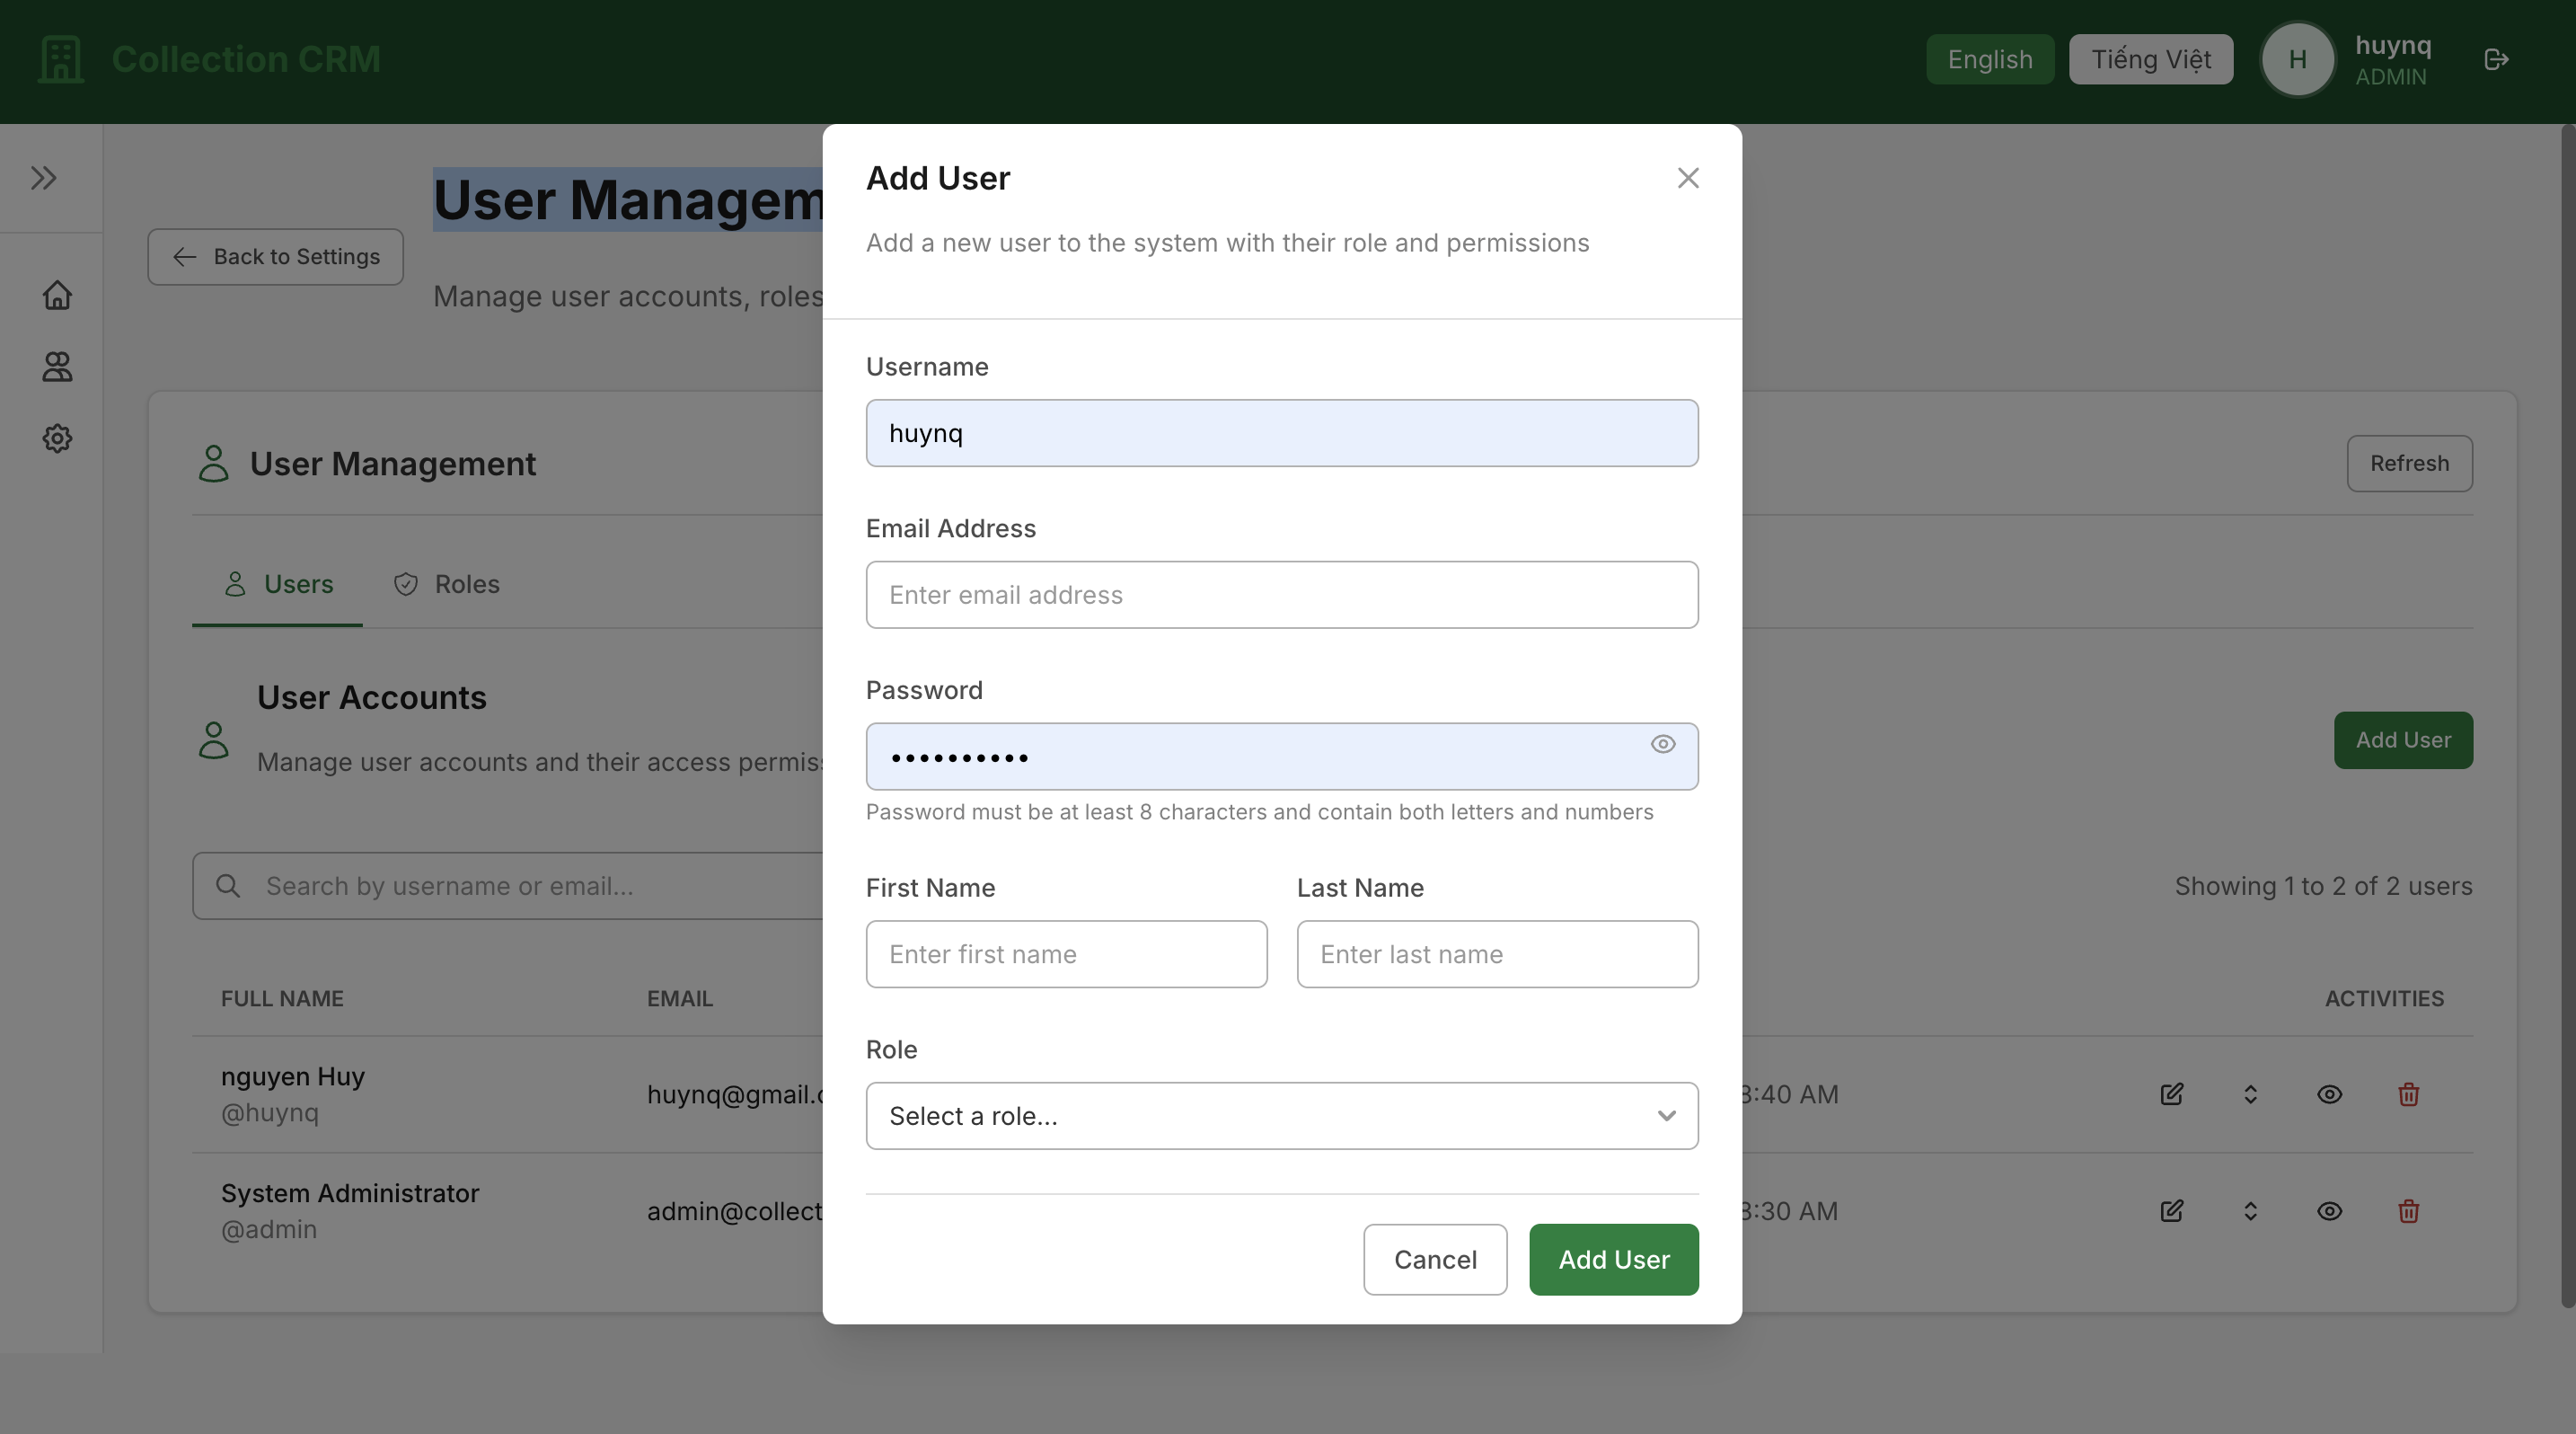 Collection CRM
English
Tiếng Việt
H
huynq
ADMIN
User Managem
Back to Settings
Manage user accounts, roles
User Management
Refresh
Users
Roles
User Accounts
Manage user accounts and their access
Add User
Search by username or email...
Showing 1 to 2 of 2 users
FULL NAME
EMAIL
ACTIVITIES
nguyen Huy
@huynq
huynq@gmail.
:40 AM
System Administrator
@admin
admin@collect
:30 AM
Add User
Add a new user to the system with their role and permissions
Username
huynq
Email Address
Enter email address
Password
••••••••••
Password must be at least 8 characters and contain both letters and numbers
First Name
Last Name
Enter first name
Enter last name
Role
Select a role...
Cancel
Add User